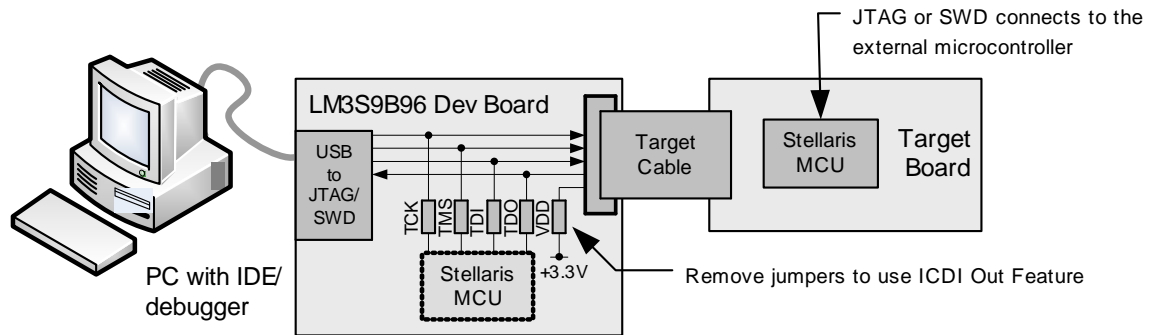 JTAG or SWD connects to the
external microcontroller
LM3S9B96 Dev Board
USB
to
JTAG/
SWD
Target
Cable
Stellaris
MCU
Target
Board
TCK
TMS
TDI
TDO
VDD
+3.3V
Stellaris
MCU
PC with IDE/
debugger
Remove jumpers to use ICDI Out Feature